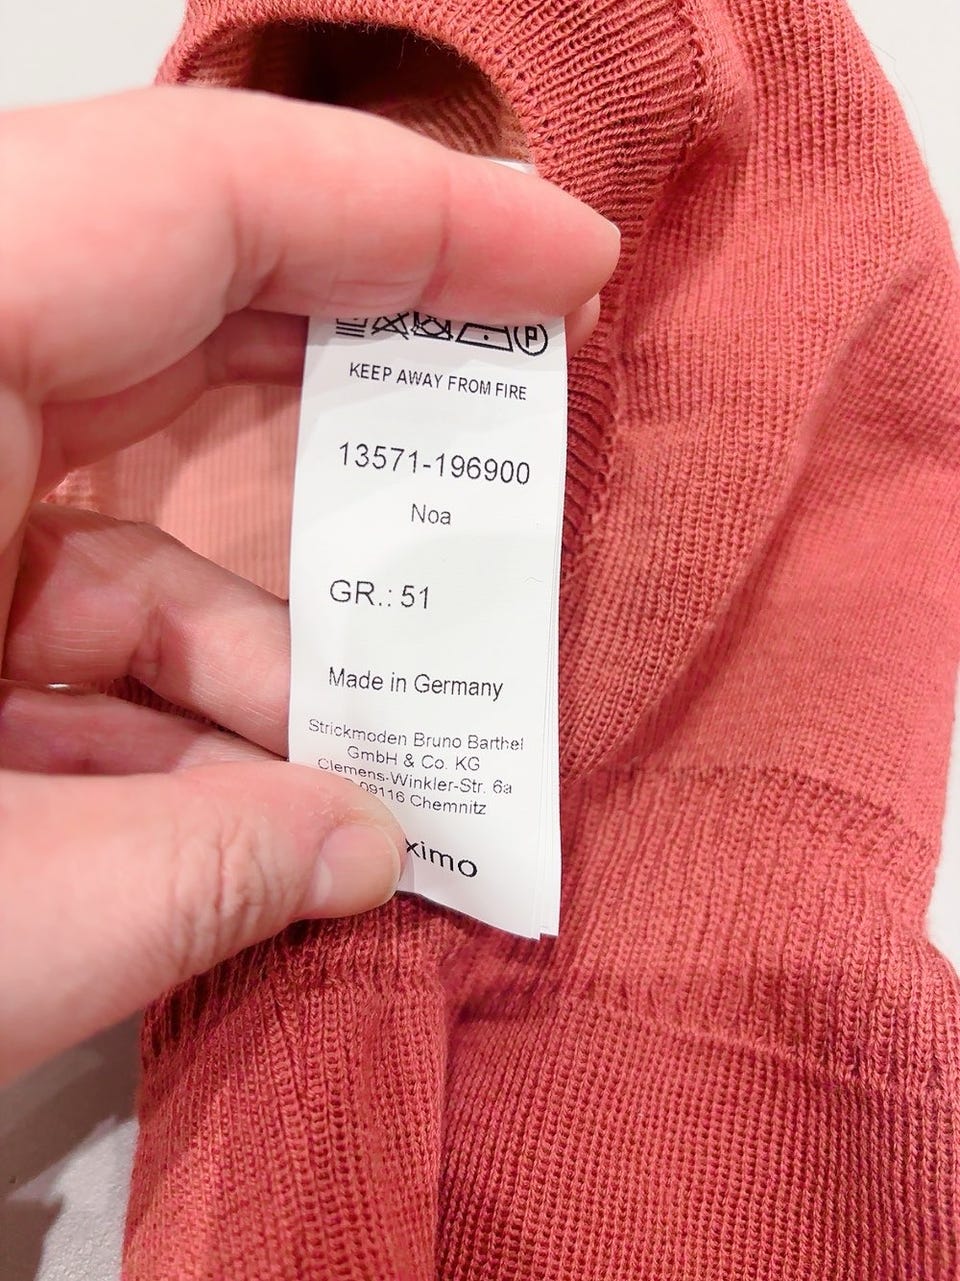 P
KEEP AWAY FROM FIRE
13571-196900
Noa
GR.: 51
Made in Germany
Strickmoden Bruno Barthel
GmbH & Co. KG
Clemens-Winkler-Str. 6a
09116 Chemnitz
ximo